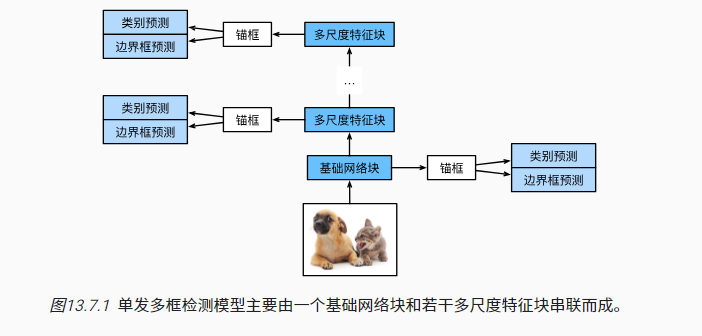 类别预测
边界框预测
锚框
多尺度特征块
...
类别预测
边界框预测
锚框
多尺度特征块
基础网络块
锚框
类别预测
边界框预测
图13.7.1 单发多框检测模型主要由一个基础网络块和若干多尺度特征块串联而成。